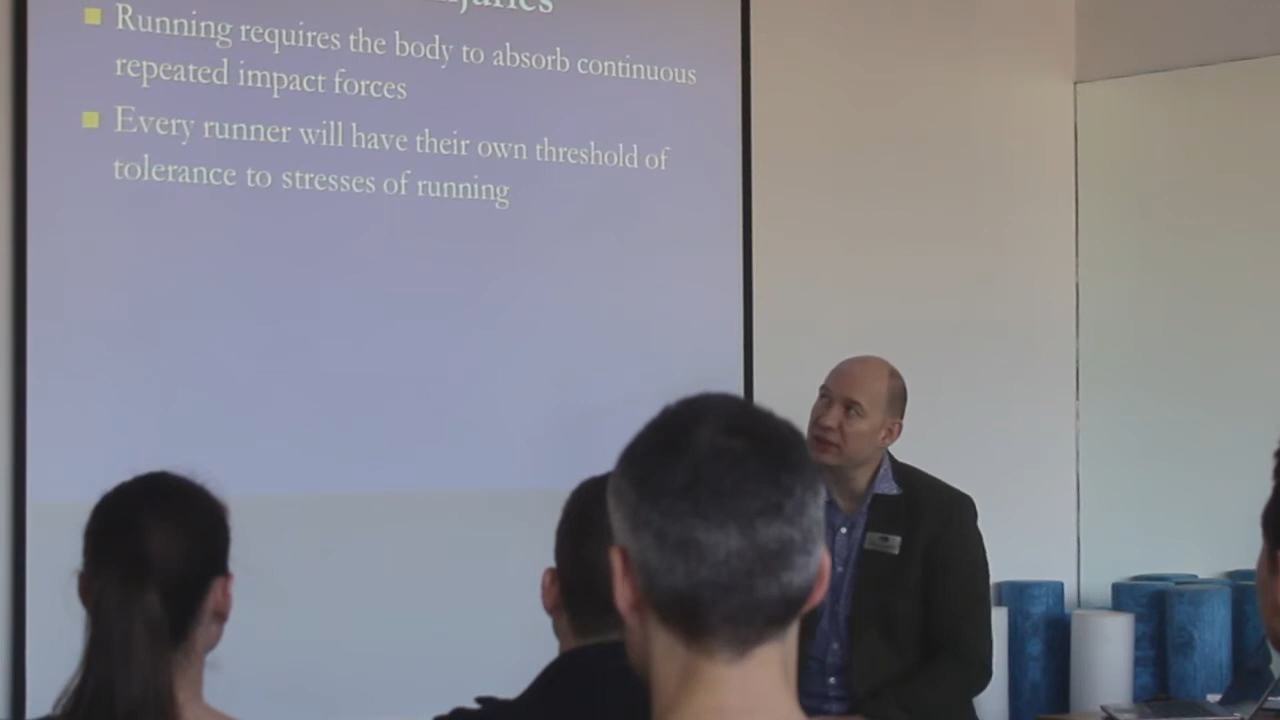 Running requires the body to absorb continuous
repeated impact forces
Every runner will have their own threshold of
tolerance to stresses of running